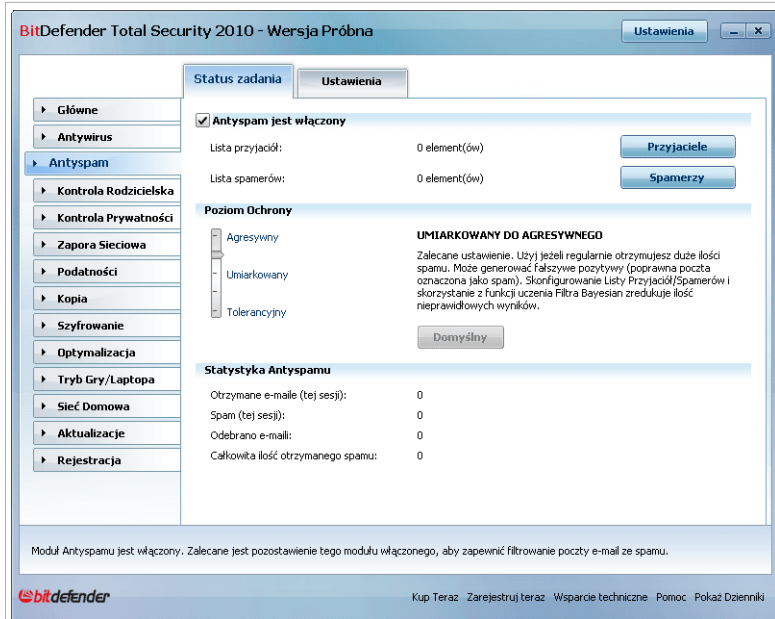 BitDefender Total Security 2010 - Wersja Próbna
Ustawienia
Status zadania
Ustawienia
Główne
Antywirus
Antyspam
Kontrola Rodzicielska
Kontrola Prywatności
Zapora Sieciowa
Podatności
Kopia
Szyfrowanie
Optymalizacja
Tryb Gry/Laptopa
Sieć Domowa
Aktualizacje
Rejestracja
Antyspam jest włączony
Lista przyjaciół: 0 element(ów) Przyjaciele
Lista spamerów: 0 element(ów) Spamerzy
Poziom Ochrony
Agresywny
Umiarkowany
Tolerancyjny
UMIARKOWANY DO AGRESYWNEGO
Zalecane ustawienie. Użyj jeżeli regularnie otrzymujesz duże ilości
spamu. Może generować fałszywe pozytywy (poprawna poczta
oznaczona jako spam). Skonfigurowanie Listy Przyjaciół/Spamerów i
skorzystanie z funkcji uczenia Filtra Bayesian zredukuje ilość
nieprawidłowych wyników.
Domyślny
Statystyka Antyspamu
Otrzymane e-maile (tej sesji): 0
Spam (tej sesji): 0
Odebrano e-maili: 0
Całkowita ilość otrzymanego spamu: 0
Moduł Antyspamu jest włączony. Zalecane jest pozostawienie tego modułu włączonego, aby zapewnić filtrowanie poczty e-mail ze spamu.
bitdefender
Kup Teraz Zarejestruj teraz Wsparcie techniczne Pomoc Pokaż Dzienniki